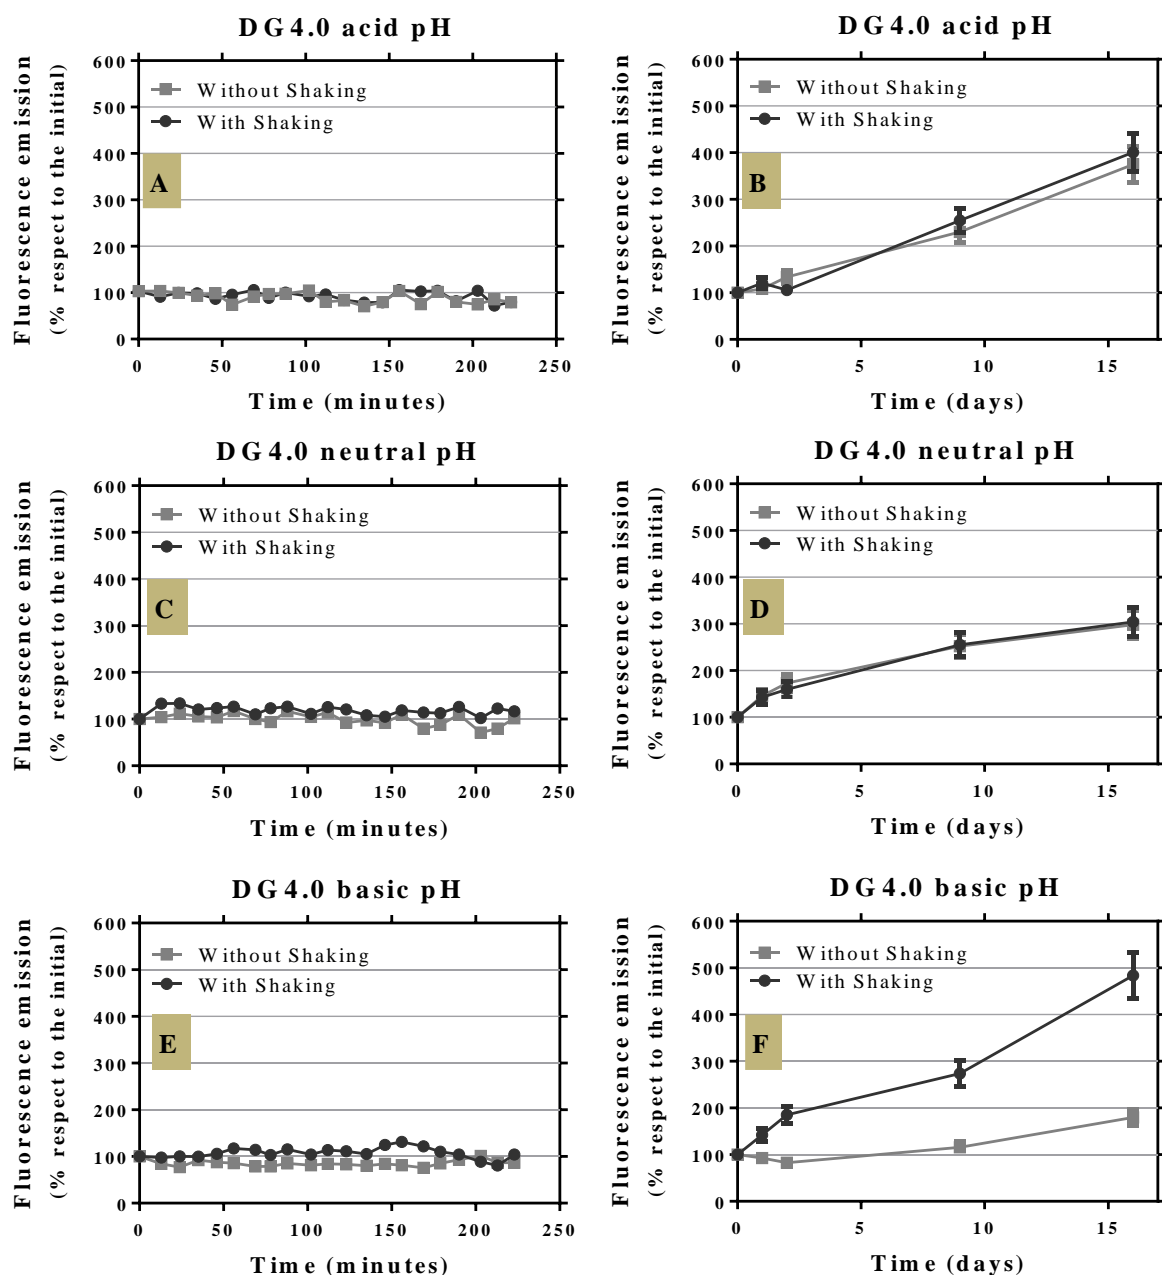 DG4.0 acid pH
Fluorescence emission
(% respect to the initial)
600
500
400
300
200
100
0
Without Shaking
With Shaking
A
0 50 100 150 200 250
Time (minutes)
DG4.0 acid pH
Fluorescence emission
(% respect to the initial)
600
500
400
300
200
100
0
Without Shaking
With Shaking
B
0 5 10 15
Time (days)
DG4.0 neutral pH
Fluorescence emission
(% respect to the initial)
600
500
400
300
200
100
0
Without Shaking
With Shaking
C
0 50 100 150 200 250
Time (minutes)
DG4.0 neutral pH
Fluorescence emission
(% respect to the initial)
600
500
400
300
200
100
0
Without Shaking
With Shaking
D
0 5 10 15
Time (days)
DG4.0 basic pH
Fluorescence emission
(% respect to the initial)
600
500
400
300
200
100
0
Without Shaking
With Shaking
E
0 50 100 150 200 250
Time (minutes)
DG4.0 basic pH
Fluorescence emission
(% respect to the initial)
600
500
400
300
200
100
0
Without Shaking
With Shaking
F
0 5 10 15
Time (days)